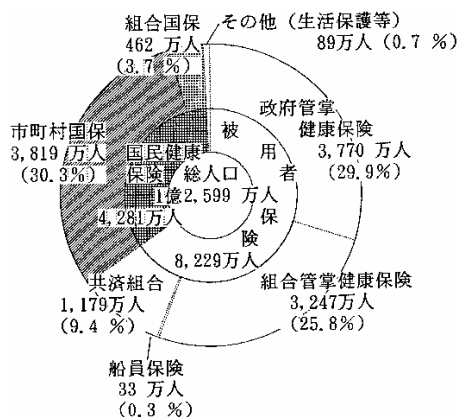 組合国保
462 万人
(3.7 %)
その他 (生活保護等)
89万人 (0.7 %)
政府管掌
健康保険
3,770 万人
(29.9%)
市町村国保
3,819 万人
(30.3%)
国民健康
保険
4,281万人
総人口
1億2,599 万人
被用者保険
8,229万人
組合管掌健康保険
3,247万人
(25.8%)
共済組合
1,179万人
(9.4 %)
船員保険
33 万人
(0.3 %)